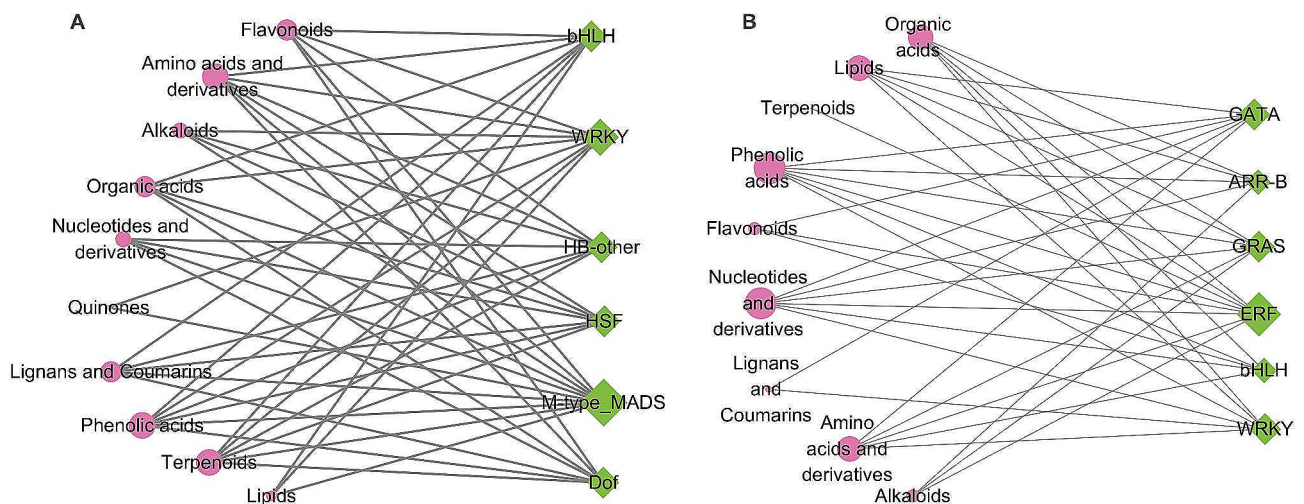 A
Flavonoids
Amino acids and
derivatives
Alkaloids
Organic acids
Nucleotides and
derivatives
Quinones
Lignans and Coumarins
Phenolic acids
Terpenoids
Lipids
bHLH
WRKY
HB-other
HSF
M-type_MADS
Dof
B
Organic
acids
Lipids
Terpenoids
Phenolic
acids
Flavonoids
Nucleotides
and
derivatives
Lignans
and
Coumarins
Amino
acids and
derivatives
Alkaloids
GATA
ARR-B
GRAS
ERF
bHLH
WRKY